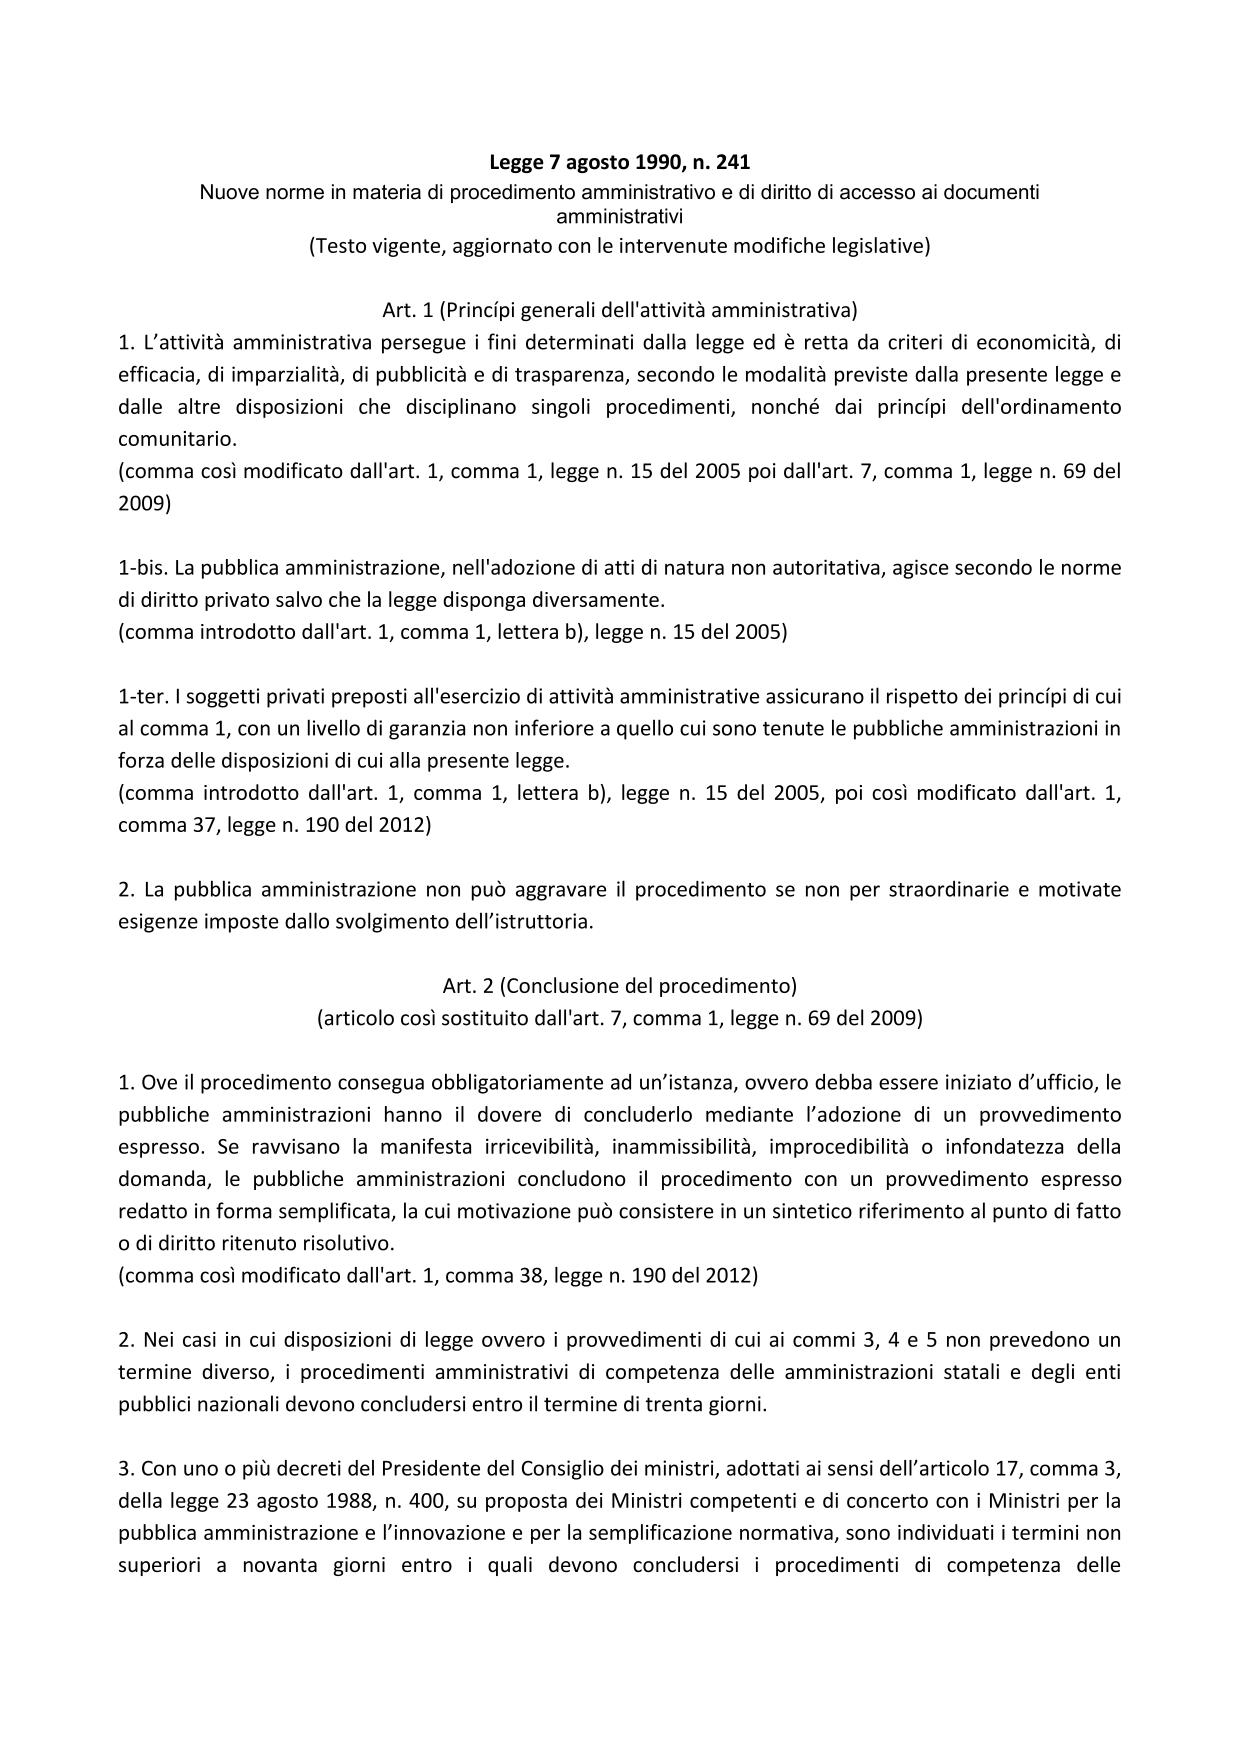 Legge 7 agosto 1990, n. 241
Nuove norme in materia di procedimento amministrativo e di diritto di accesso ai documenti
amministrativi
(Testo vigente, aggiornato con le intervenute modifiche legislative)
Art. 1 (Princípi generali dell'attività amministrativa)
1. L’attività amministrativa persegue i fini determinati dalla legge ed è retta da criteri di economicità, di
efficacia, di imparzialità, di pubblicità e di trasparenza, secondo le modalità previste dalla presente legge e
dalle altre disposizioni che disciplinano singoli procedimenti, nonché dai princípi dell'ordinamento
comunitario.
(comma così modificato dall'art. 1, comma 1, legge n. 15 del 2005 poi dall'art. 7, comma 1, legge n. 69 del
2009)
1-bis. La pubblica amministrazione, nell'adozione di atti di natura non autoritativa, agisce secondo le norme
di diritto privato salvo che la legge disponga diversamente.
(comma introdotto dall'art. 1, comma 1, lettera b), legge n. 15 del 2005)
1-ter. I soggetti privati preposti all'esercizio di attività amministrative assicurano il rispetto dei princípi di cui
al comma 1, con un livello di garanzia non inferiore a quello cui sono tenute le pubbliche amministrazioni in
forza delle disposizioni di cui alla presente legge.
(comma introdotto dall'art. 1, comma 1, lettera b), legge n. 15 del 2005, poi così modificato dall'art. 1,
comma 37, legge n. 190 del 2012)
2. La pubblica amministrazione non può aggravare il procedimento se non per straordinarie e motivate
esigenze imposte dallo svolgimento dell’istruttoria.
Art. 2 (Conclusione del procedimento)
(articolo così sostituito dall'art. 7, comma 1, legge n. 69 del 2009)
1. Ove il procedimento consegua obbligatoriamente ad un’istanza, ovvero debba essere iniziato d’ufficio, le
pubbliche amministrazioni hanno il dovere di concluderlo mediante l’adozione di un provvedimento
espresso. Se ravvisano la manifesta irricevibilità, inammissibilità, improcedibilità o infondatezza della
domanda, le pubbliche amministrazioni concludono il procedimento con un provvedimento espresso
redatto in forma semplificata, la cui motivazione può consistere in un sintetico riferimento al punto di fatto
o di diritto ritenuto risolutivo.
(comma così modificato dall'art. 1, comma 38, legge n. 190 del 2012)
2. Nei casi in cui disposizioni di legge ovvero i provvedimenti di cui ai commi 3, 4 e 5 non prevedono un
termine diverso, i procedimenti amministrativi di competenza delle amministrazioni statali e degli enti
pubblici nazionali devono concludersi entro il termine di trenta giorni.
3. Con uno o più decreti del Presidente del Consiglio dei ministri, adottati ai sensi dell’articolo 17, comma 3,
della legge 23 agosto 1988, n. 400, su proposta dei Ministri competenti e di concerto con i Ministri per la
pubblica amministrazione e l’innovazione e per la semplificazione normativa, sono individuati i termini non
superiori a novanta giorni entro i quali devono concludersi i procedimenti di competenza delle